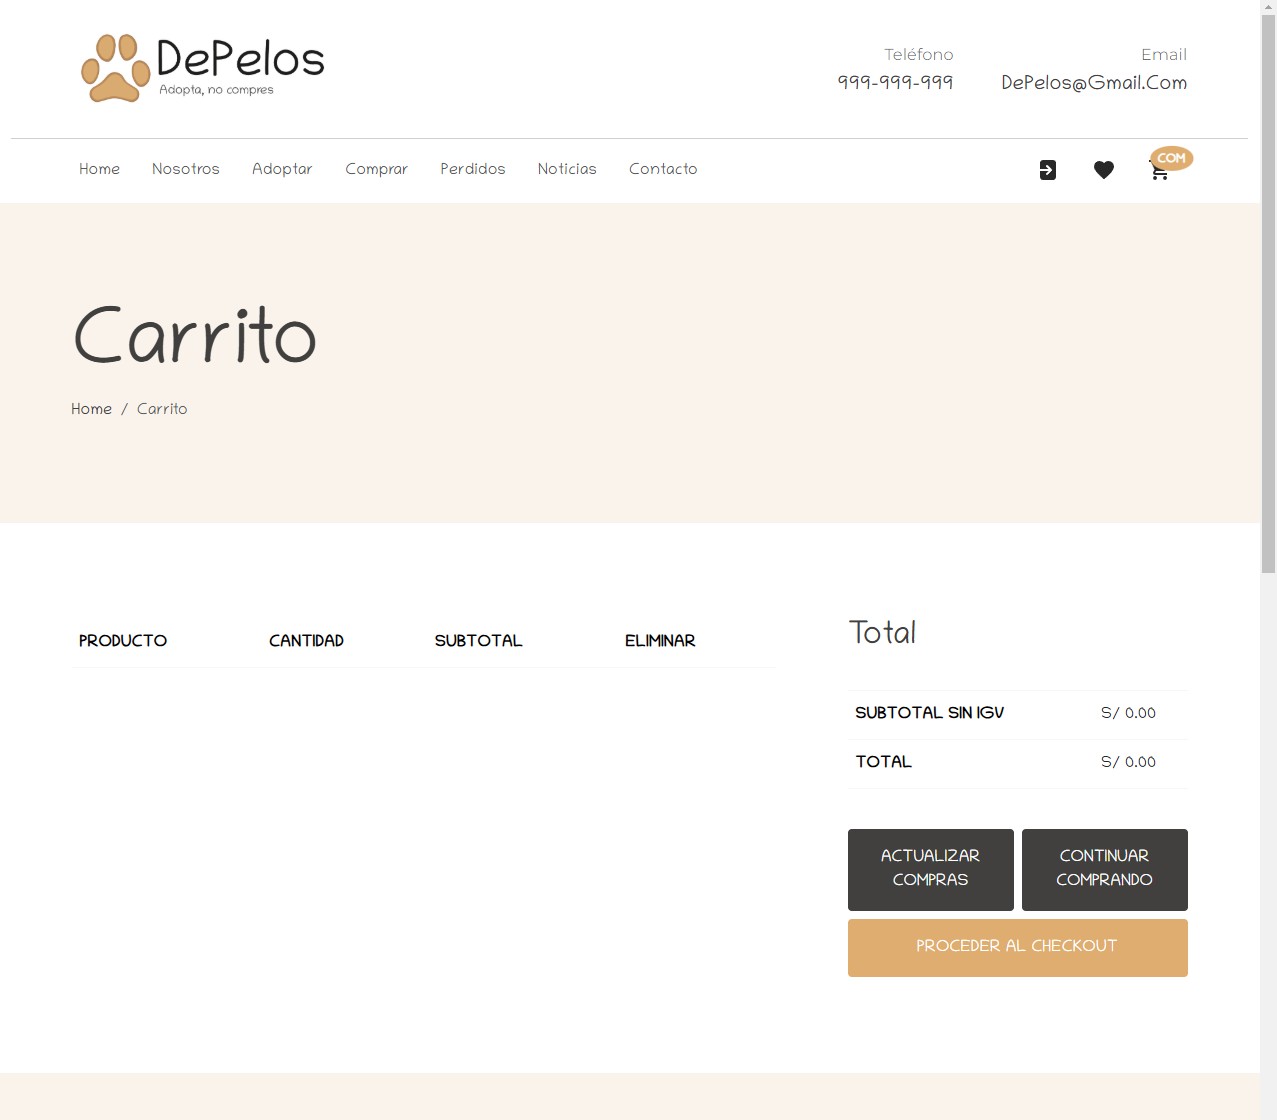 DePelos
Adopta, no compres
Teléfono
999-999-999
Email
DePelos@Gmail.Com
Home Nosotros Adoptar Comprar Perdidos Noticias Contacto
COM
Carrito
Home / Carrito
PRODUCTO CANTIDAD SUBTOTAL ELIMINAR
Total
SUBTOTAL SIN IGV S/ 0.00
TOTAL S/ 0.00
ACTUALIZAR
COMPRAS
CONTINUAR
COMPRANDO
PROCEDER AL CHECKOUT